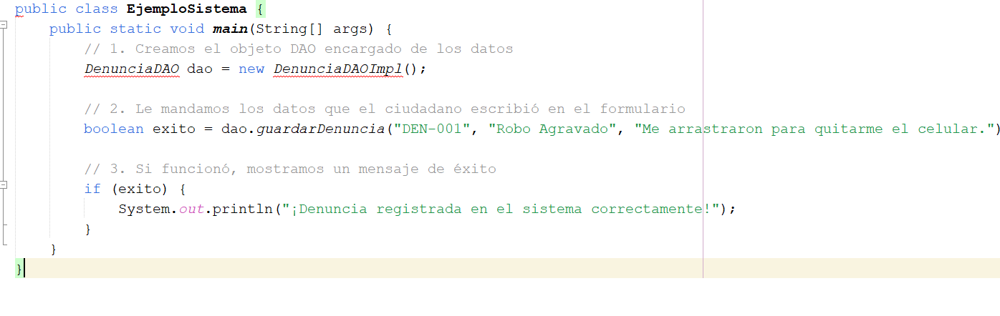 public class EjemploSistema {
    public static void main(String[] args) {
        // 1. Creamos el objeto DAO encargado de los datos
        DenunciaDAO dao = new DenunciaDAOImpl();

        // 2. Le mandamos los datos que el ciudadano escribió en el formulario
        boolean exito = dao.guardarDenuncia("DEN-001", "Robo Agravado", "Me arrastraron para quitarme el celular.")

        // 3. Si funcionó, mostramos un mensaje de éxito
        if (exito) {
            System.out.println("¡Denuncia registrada en el sistema correctamente!");
        }
    }
}